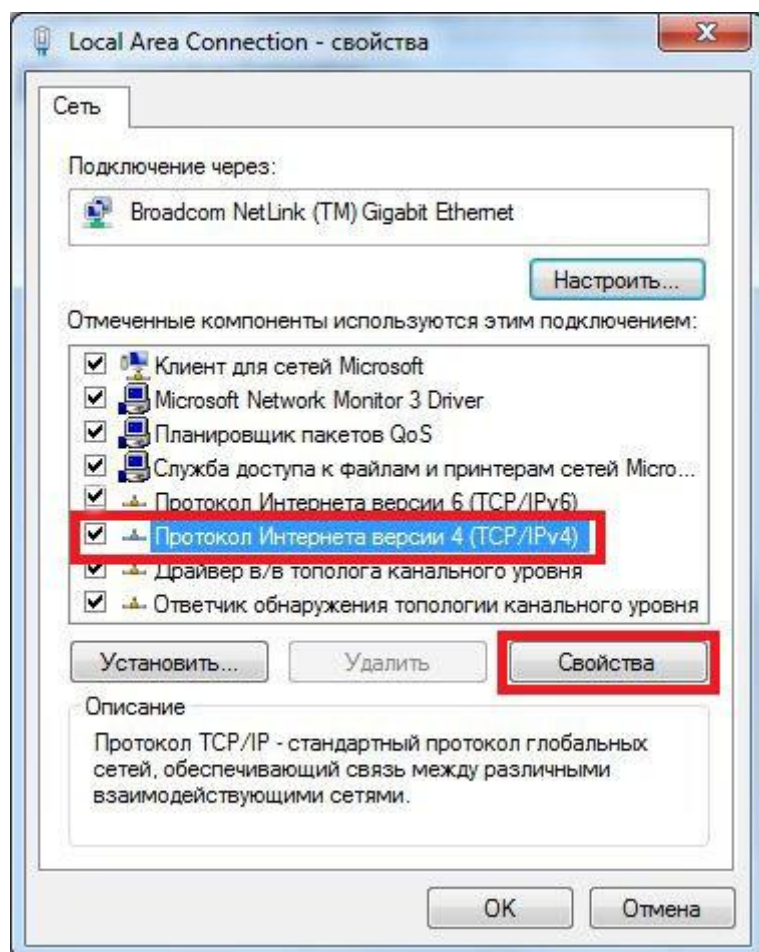 Local Area Connection - свойства
Сеть
Подключение через:
Broadcom NetLink (TM) Gigabit Ethernet
Настроить...
Отмеченные компоненты используются этим подключением:
Клиент для сетей Microsoft
Microsoft Network Monitor 3 Driver
Планировщик пакетов QoS
Служба доступа к файлам и принтерам сетей Micro...
Протокол Интернета версии 6 (TCP/IPv6)
Протокол Интернета версии 4 (TCP/IPv4)
Драйвер в/в тополога канального уровня
Ответчик обнаружения топологии канального уровня
Установить...
Удалить
Свойства
Описание
Протокол TCP/IP - стандартный протокол глобальных
сетей, обеспечивающий связь между различными
взаимодействующими сетями.
OK
Отмена